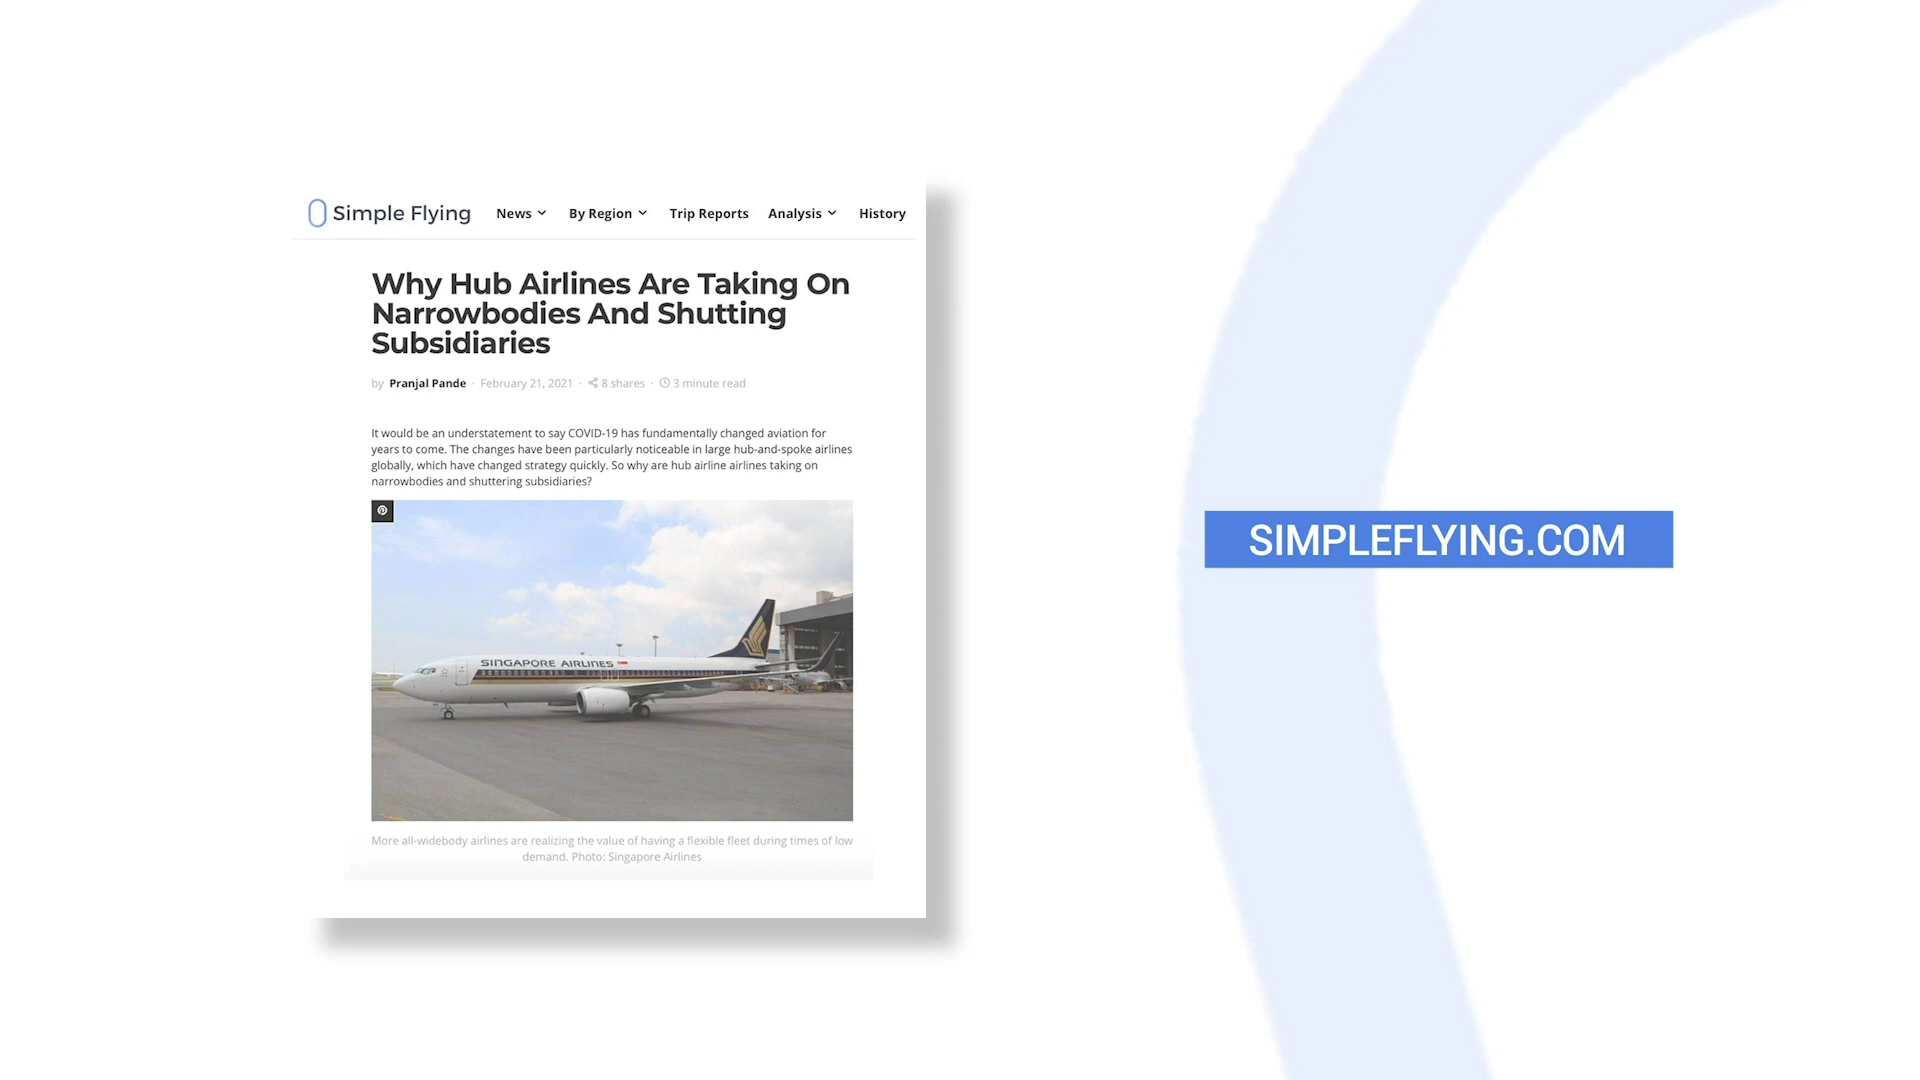 Simple Flying
News
By Region
Trip Reports
Analysis
History
Why Hub Airlines Are Taking On
Narrowbodies And Shutting
Subsidiaries
by Pranjal Pande · February 21, 2021 · 8 shares · 3 minute read
It would be an understatement to say COVID-19 has fundamentally changed aviation for
years to come. The changes have been particularly noticeable in large hub-and-spoke airlines
globally, which have changed strategy quickly. So why are hub airline airlines taking on
narrowbodies and shuttering subsidiaries?
SINGAPORE AIRLINES
More all-widebody airlines are realizing the value of having a flexible fleet during times of low
demand. Photo: Singapore Airlines
SIMPLEFLYING.COM